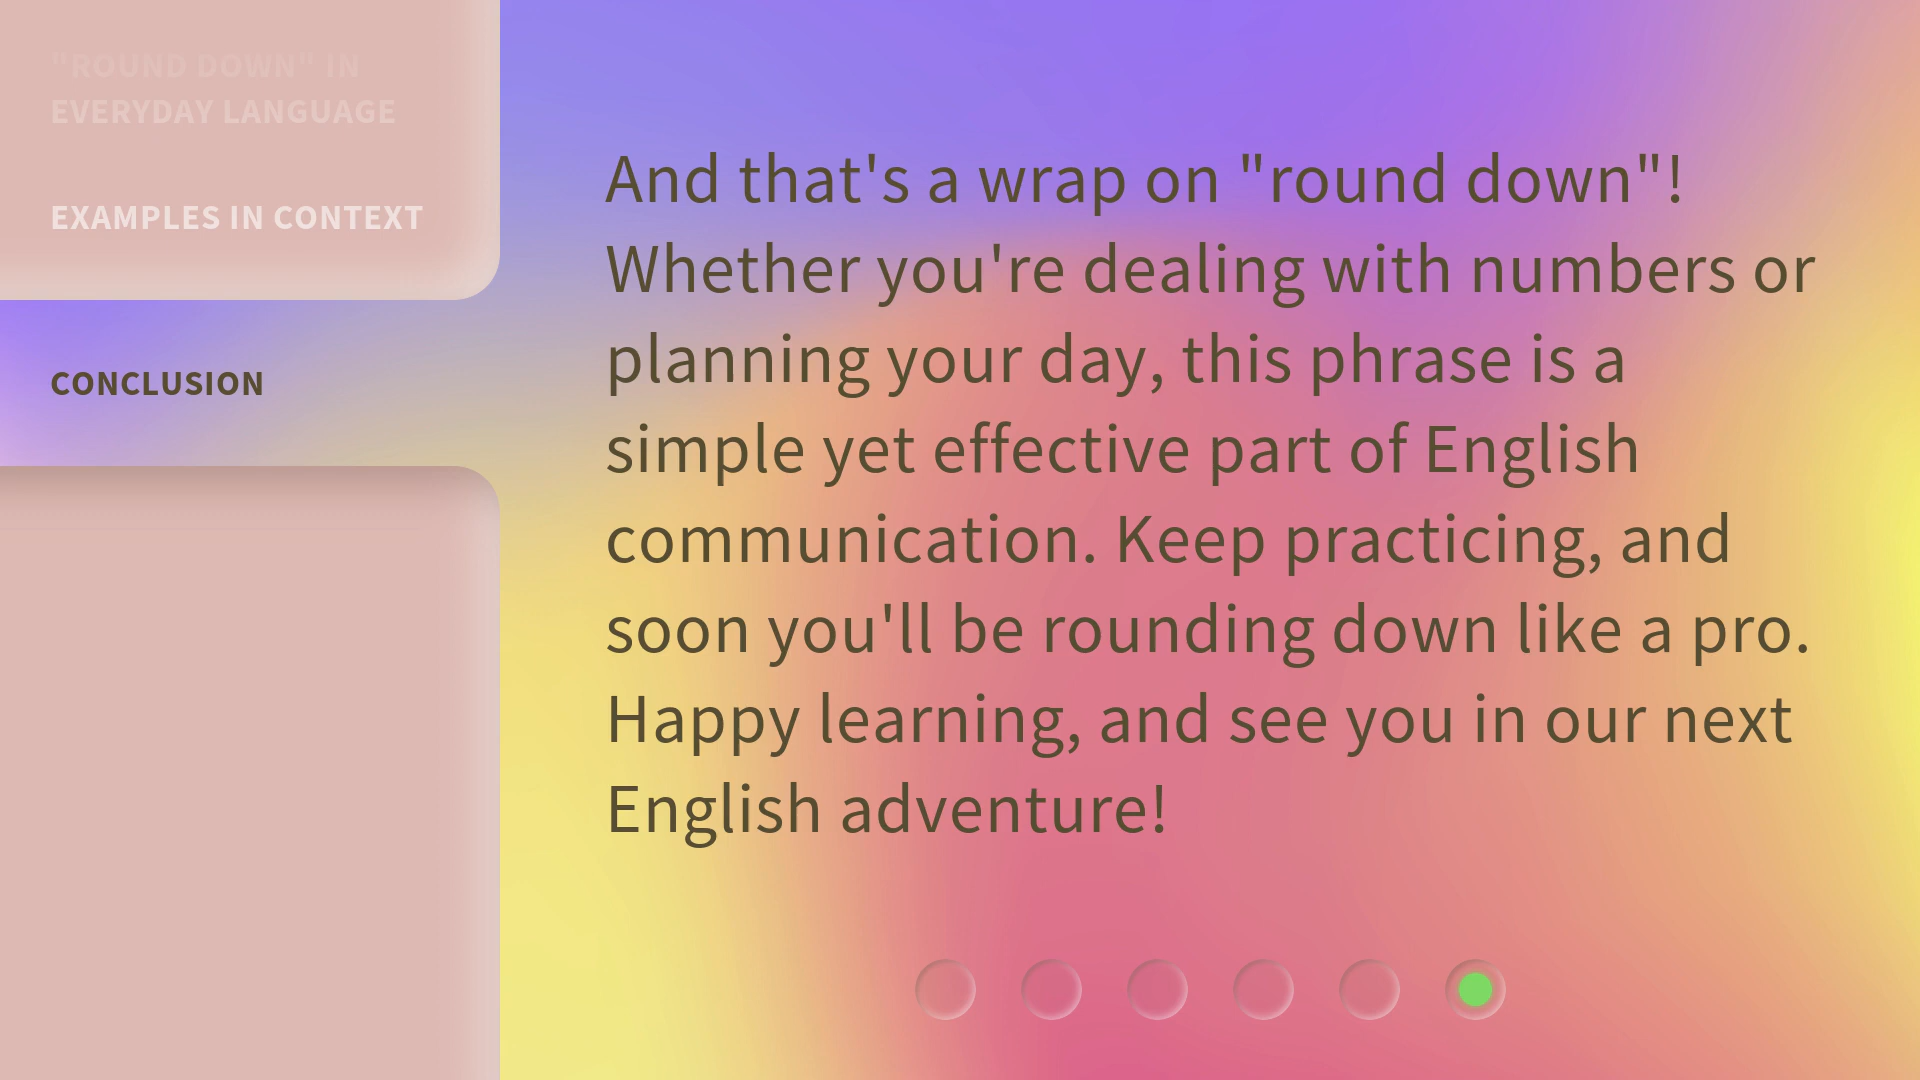 "ROUND DOWN" IN
EVERYDAY LANGUAGE
EXAMPLES IN CONTEXT
CONCLUSION
And that's a wrap on "round down"!
Whether you're dealing with numbers or
planning your day, this phrase is a
simple yet effective part of English
communication. Keep practicing, and
soon you'll be rounding down like a pro.
Happy learning, and see you in our next
English adventure!